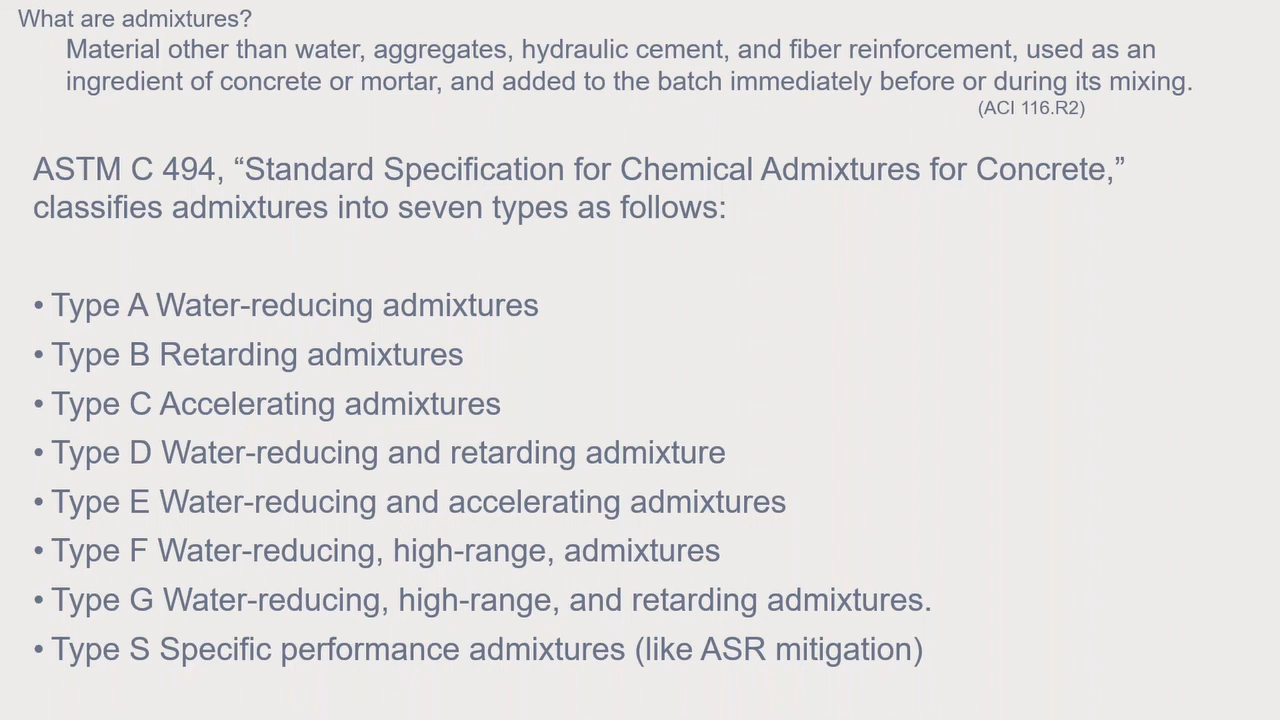 What are admixtures?
Material other than water, aggregates, hydraulic cement, and fiber reinforcement, used as an
ingredient of concrete or mortar, and added to the batch immediately before or during its mixing.
(ACI 116.R2)
ASTM C 494, “Standard Specification for Chemical Admixtures for Concrete,”
classifies admixtures into seven types as follows:
• Type A Water-reducing admixtures
• Type B Retarding admixtures
• Type C Accelerating admixtures
• Type D Water-reducing and retarding admixture
• Type E Water-reducing and accelerating admixtures
• Type F Water-reducing, high-range, admixtures
• Type G Water-reducing, high-range, and retarding admixtures.
• Type S Specific performance admixtures (like ASR mitigation)